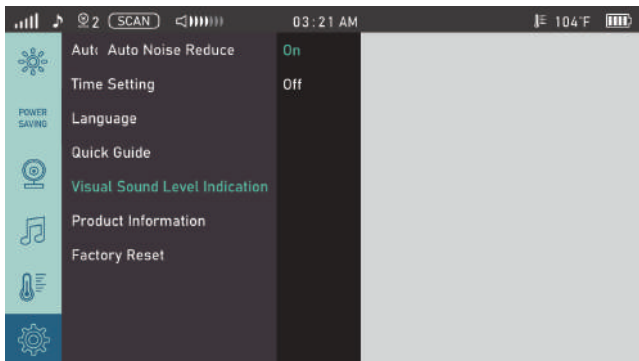 2 SCAN 03:21 AM 104°F
Aut Auto Noise Reduce On
Time Setting Off
POWER SAVING
Language
Quick Guide
Visual Sound Level Indication
Product Information
Factory Reset